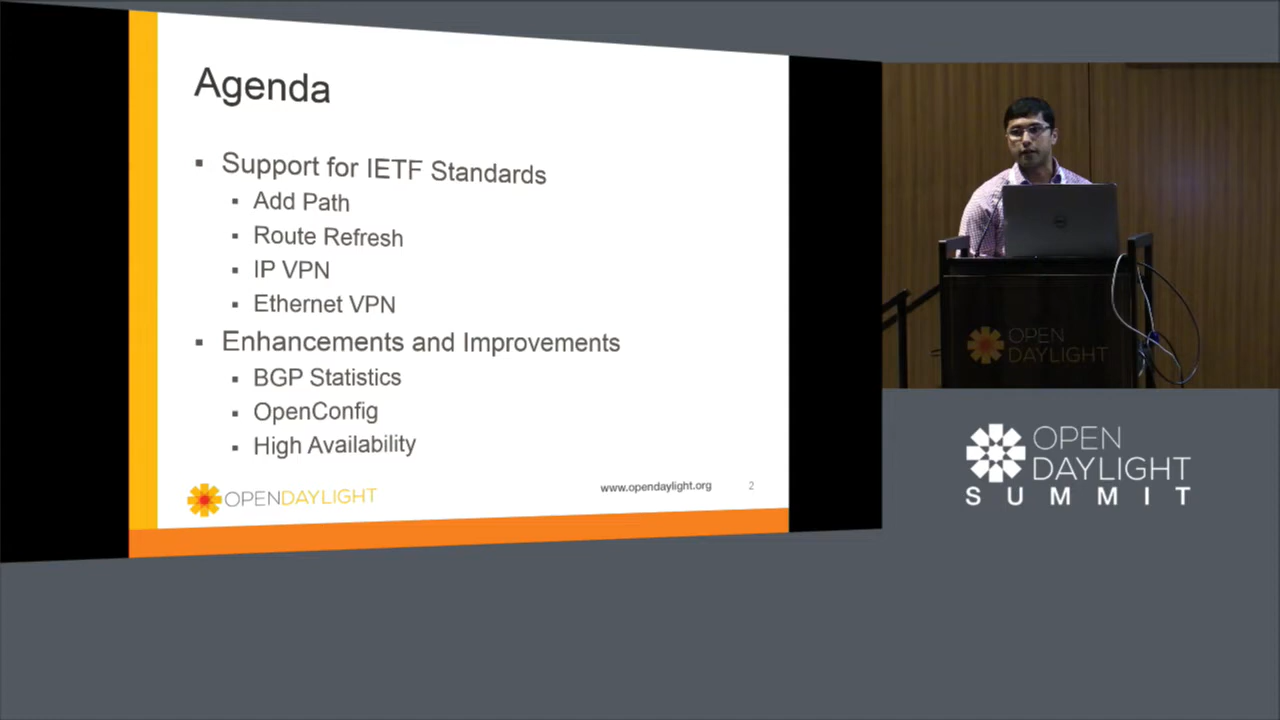 Agenda
▪ Support for IETF Standards
▪ Add Path
▪ Route Refresh
▪ IP VPN
▪ Ethernet VPN
▪ Enhancements and Improvements
▪ BGP Statistics
▪ OpenConfig
▪ High Availability
OPENDAYLIGHT
www.opendaylight.org 2
OPEN
DAYLIGHT
OPEN
DAYLIGHT
SUMMIT